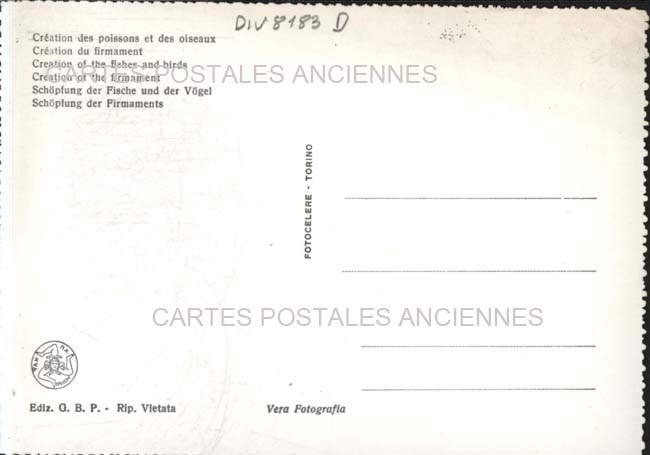 DIV 8183 D
Création des poissons et des oiseaux
Création du firmament
Creation of the fishes and birds
Creation of the firmament
CARTES POSTALES ANCIENNES
Schöpfung der Fische und der Vögel
Schöpfung der Firmaments
FOTOCELERE - TORINO
CARTES POSTALES ANCIENNES
Ediz. G. B. P. - Rip. Vietata
Vera Fotografia